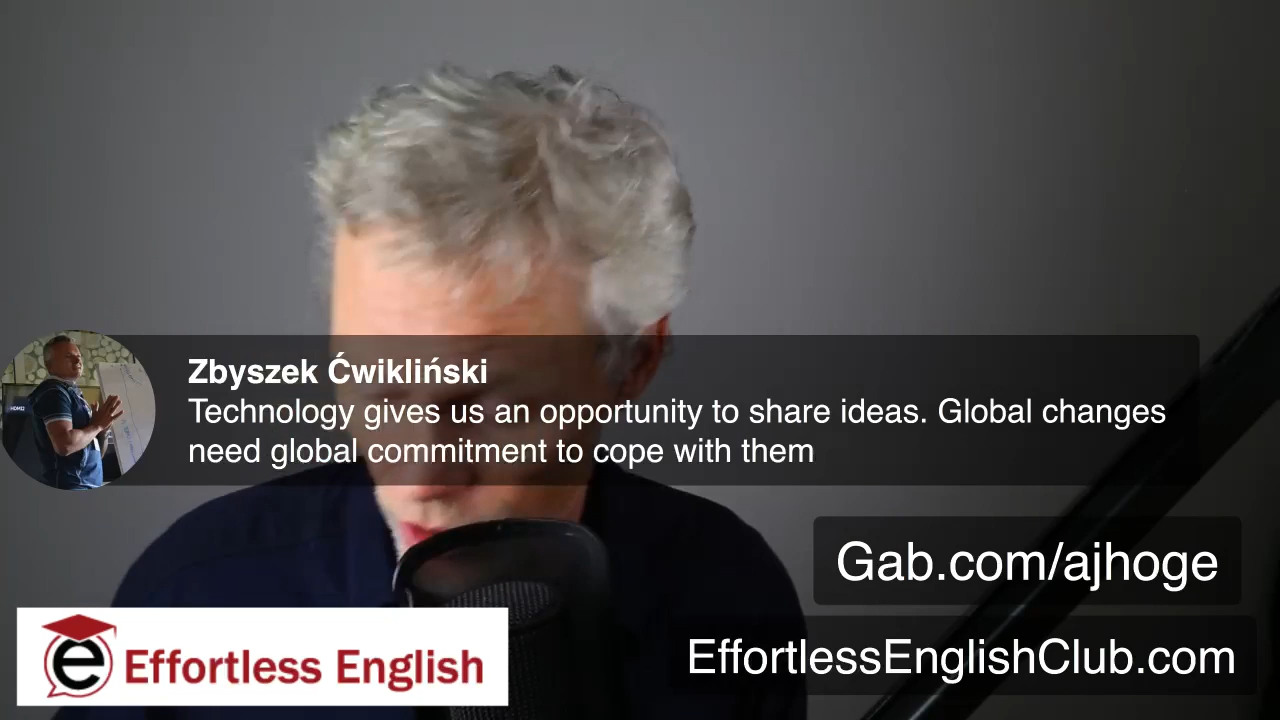 Zbyszek Ćwikliński
Technology gives us an opportunity to share ideas. Global changes
need global commitment to cope with them
Gab.com/ajhoge
EffortlessEnglishClub.com
e Effortless English